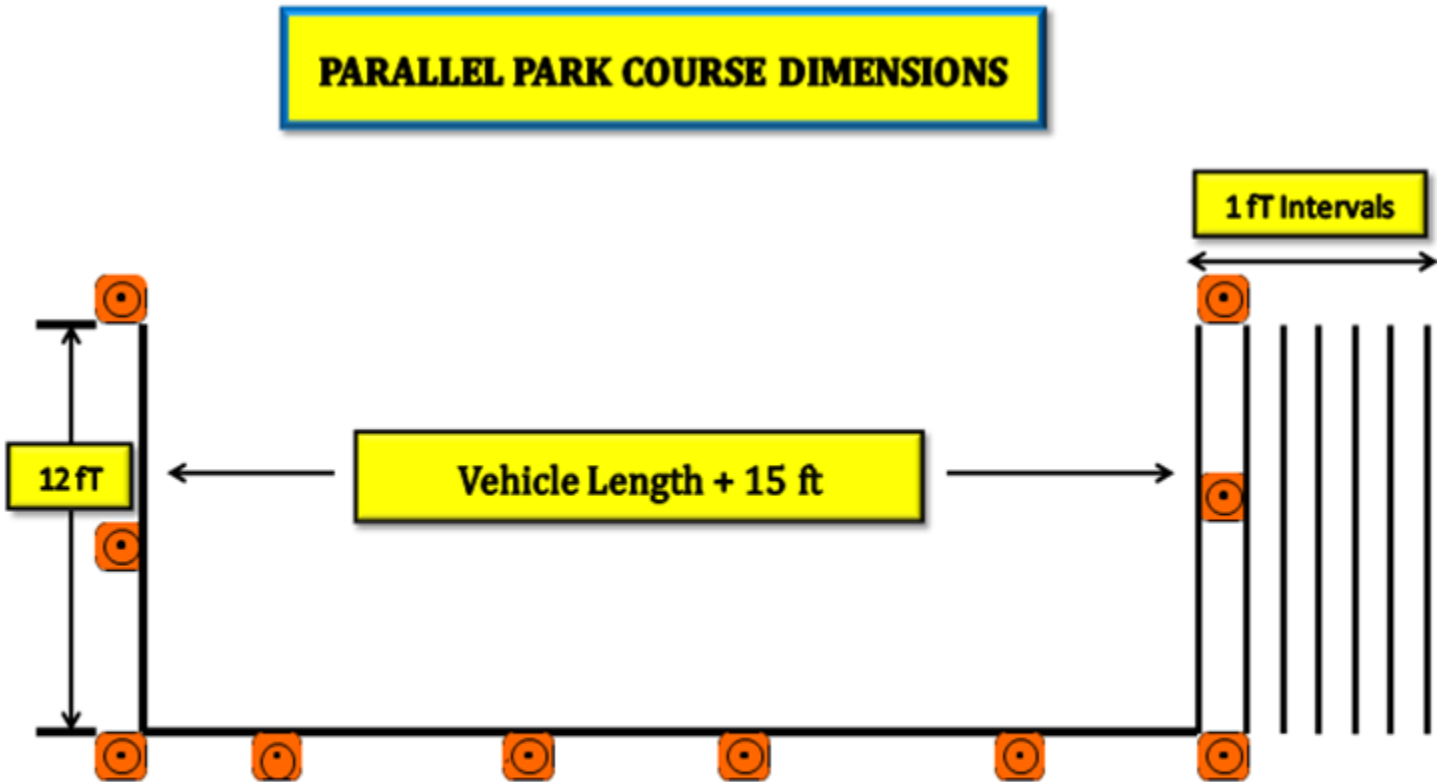 PARALLEL PARK COURSE DIMENSIONS
1 fT Intervals
12 fT
Vehicle Length + 15 ft